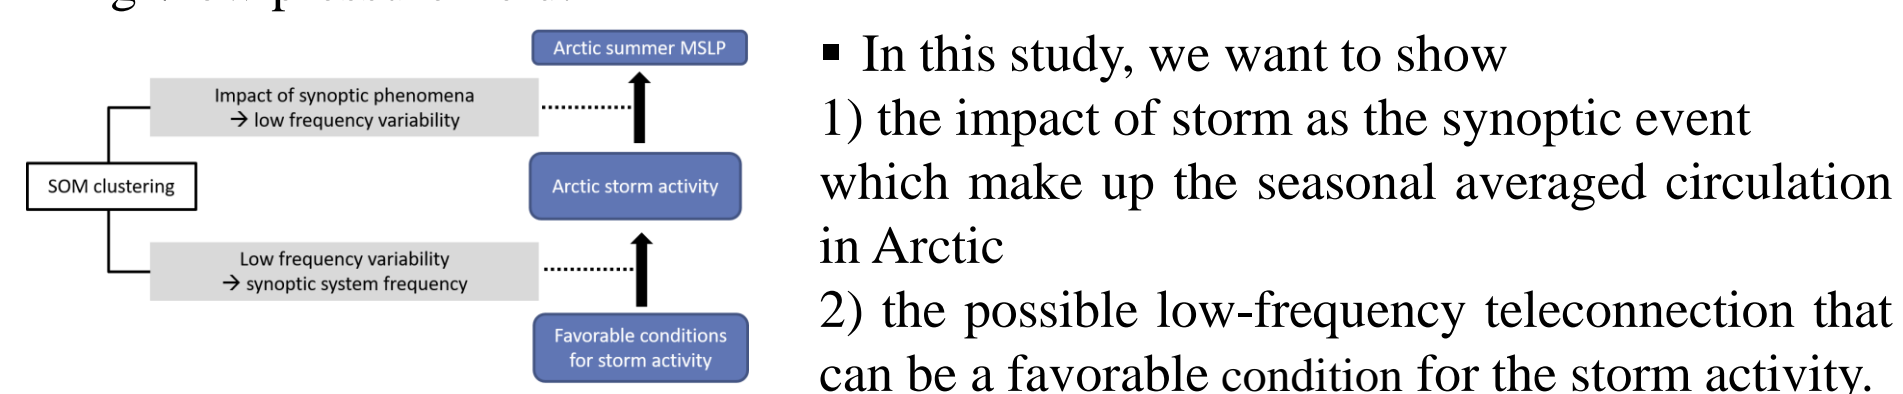 Arctic summer MSLP
Impact of synoptic phenomena
→ low frequency variability
SOM clustering
Arctic storm activity
Low frequency variability
→ synoptic system frequency
Favorable conditions
for storm activity
▪ In this study, we want to show
1) the impact of storm as the synoptic event
which make up the seasonal averaged circulation
in Arctic
2) the possible low-frequency teleconnection that
can be a favorable condition for the storm activity.